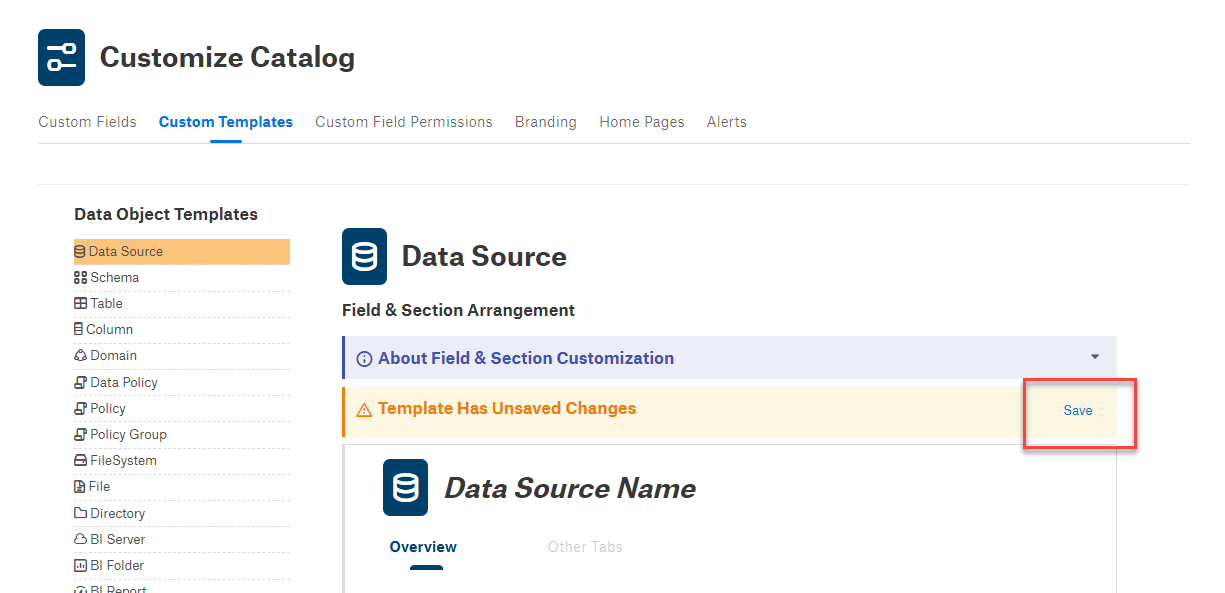 Customize Catalog
Custom Fields Custom Templates Custom Field Permissions Branding Home Pages Alerts
Data Object Templates
Data Source
Schema
Table
Column
Domain
Data Policy
Policy
Policy Group
FileSystem
File
Directory
BI Server
BI Folder
BI Report
Data Source
Field & Section Arrangement
About Field & Section Customization
Template Has Unsaved Changes
Save
Data Source Name
Overview Other Tabs